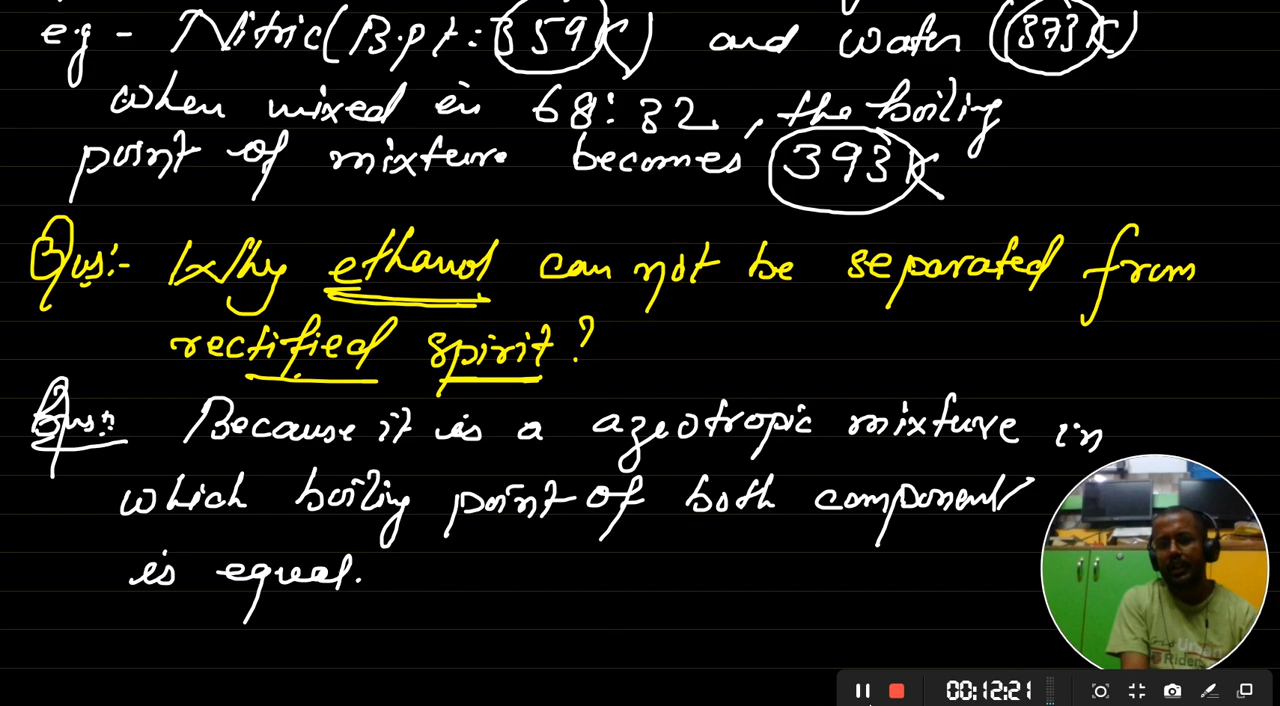 e.g - Nitric (B.pt : 359K) and water (373K)
when mixed in 68:32, the boiling
point of mixture becomes 393K
Qus:- Why ethanol can not be separated from
rectified spirit?
Because it is a azeotropic mixture in
which boiling point of both component
is equal.
Riders
00:12:21